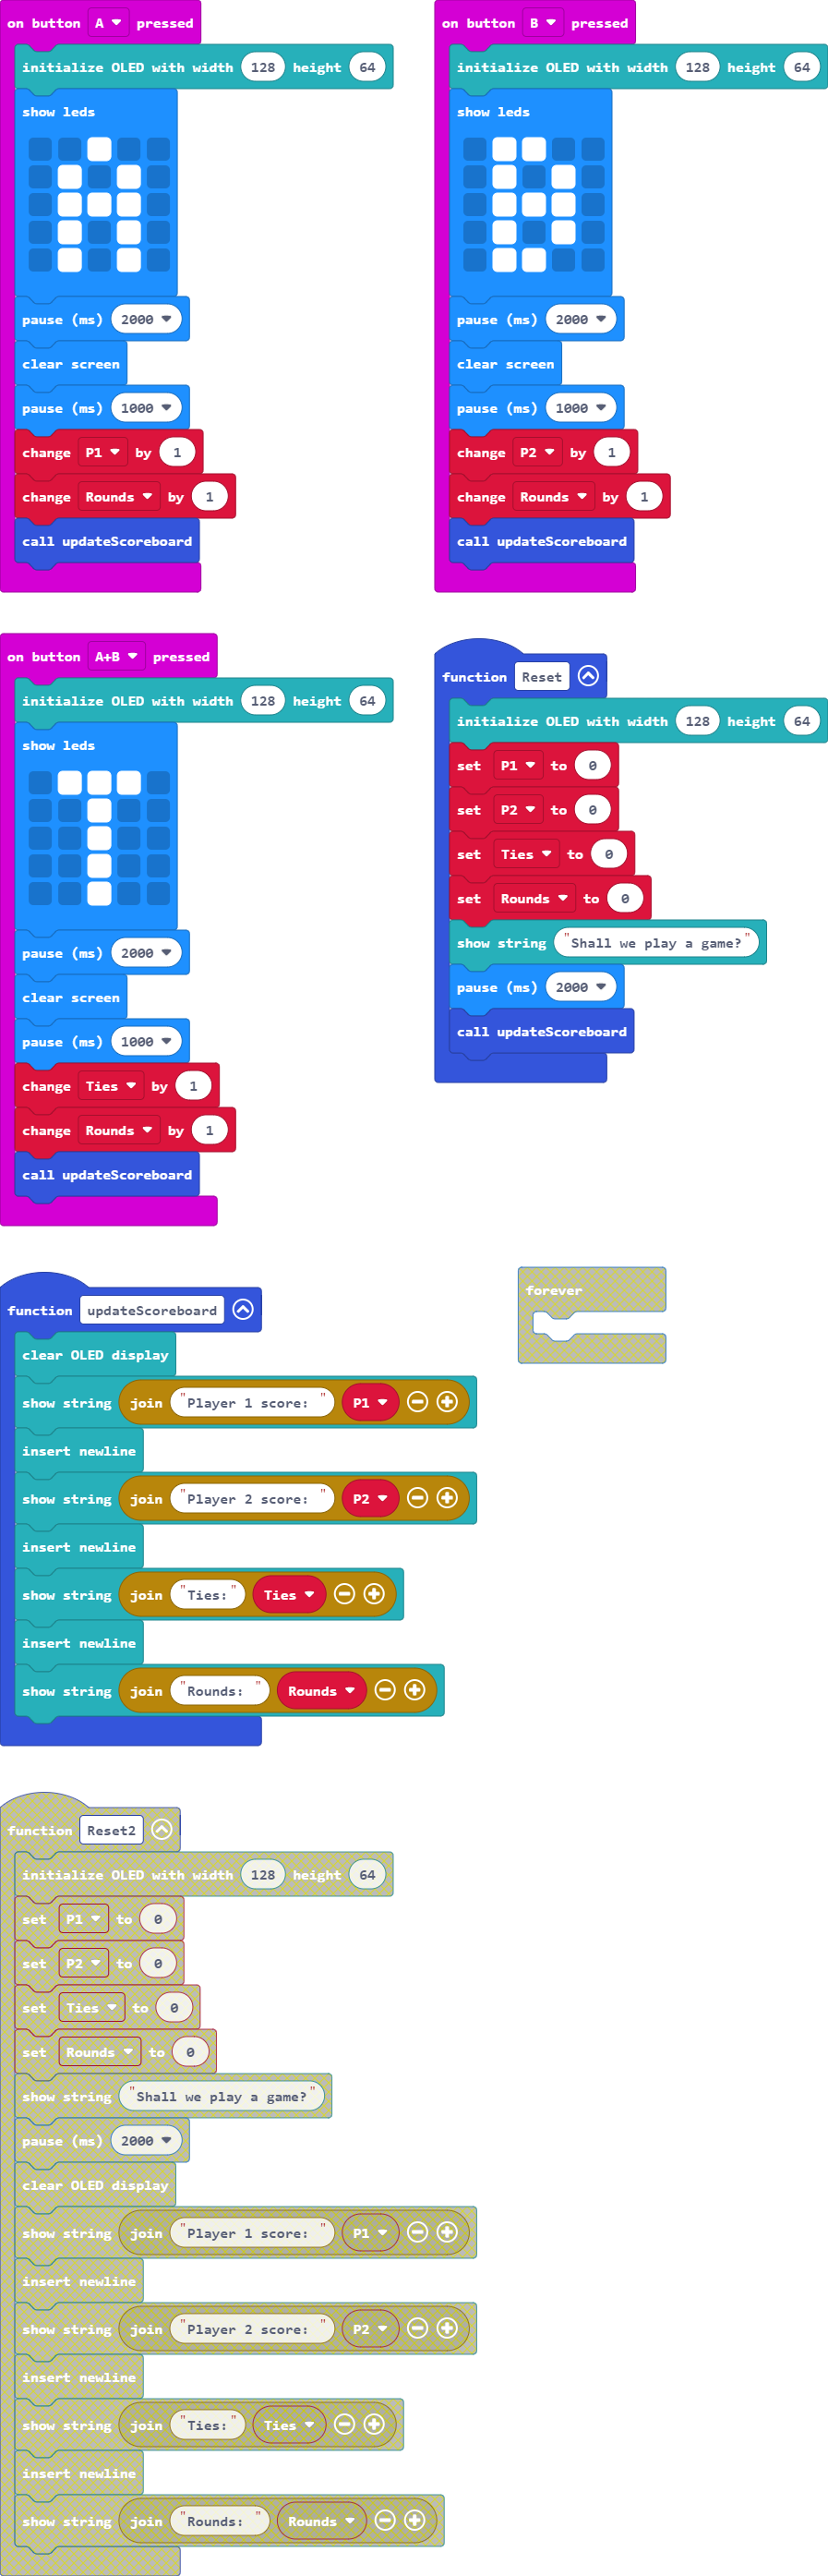 on button A pressed
initialize OLED with width 128 height 64
show leds
pause (ms) 2000
clear screen
pause (ms) 1000
change P1 by 1
change Rounds by 1
call updateScoreboard
on button B pressed
initialize OLED with width 128 height 64
show leds
pause (ms) 2000
clear screen
pause (ms) 1000
change P2 by 1
change Rounds by 1
call updateScoreboard
on button A+B pressed
initialize OLED with width 128 height 64
show leds
pause (ms) 2000
clear screen
pause (ms) 1000
change Ties by 1
change Rounds by 1
call updateScoreboard
function Reset
initialize OLED with width 128 height 64
set P1 to 0
set P2 to 0
set Ties to 0
set Rounds to 0
show string "Shall we play a game?"
pause (ms) 2000
call updateScoreboard
function updateScoreboard
clear OLED display
show string join "Player 1 score: " P1
insert newline
show string join "Player 2 score: " P2
insert newline
show string join "Ties:" Ties
insert newline
show string join "Rounds: " Rounds
forever
function Reset2
initialize OLED with width 128 height 64
set P1 to 0
set P2 to 0
set Ties to 0
set Rounds to 0
show string "Shall we play a game?"
pause (ms) 2000
clear OLED display
show string join "Player 1 score: " P1
insert newline
show string join "Player 2 score: " P2
insert newline
show string join "Ties:" Ties
insert newline
show string join "Rounds: " Rounds